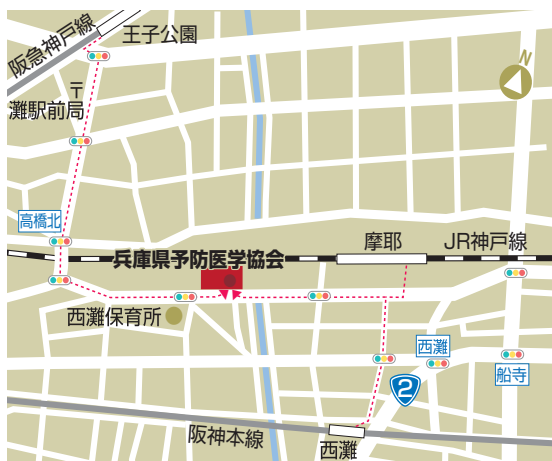 王子公園
阪急神戸線
N
〒
灘駅前局
高橋北
摩耶
JR神戸線
兵庫県予防医学協会
西灘保育所
西灘
船寺
2
阪神本線
西灘